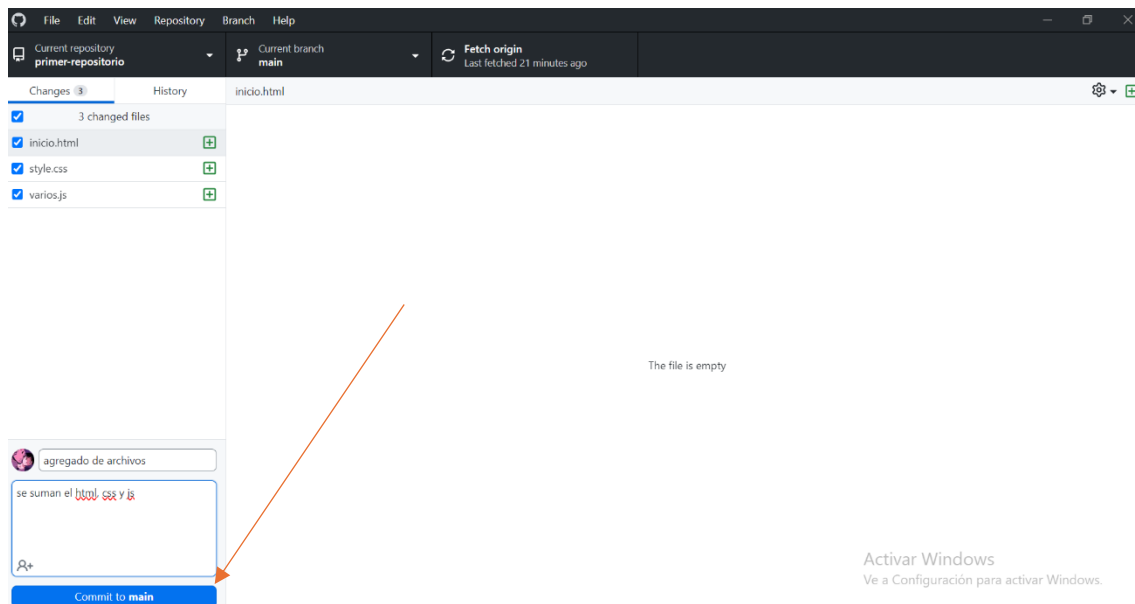 File Edit View Repository Branch Help
Current repository
primer-repositorio
Current branch
main
Fetch origin
Last fetched 21 minutes ago
Changes 3
History
inicio.html
3 changed files
inicio.html
style.css
varios.js
The file is empty
agregado de archivos
se suman el html, css y js
Commit to main
Activar Windows
Ve a Configuración para activar Windows.